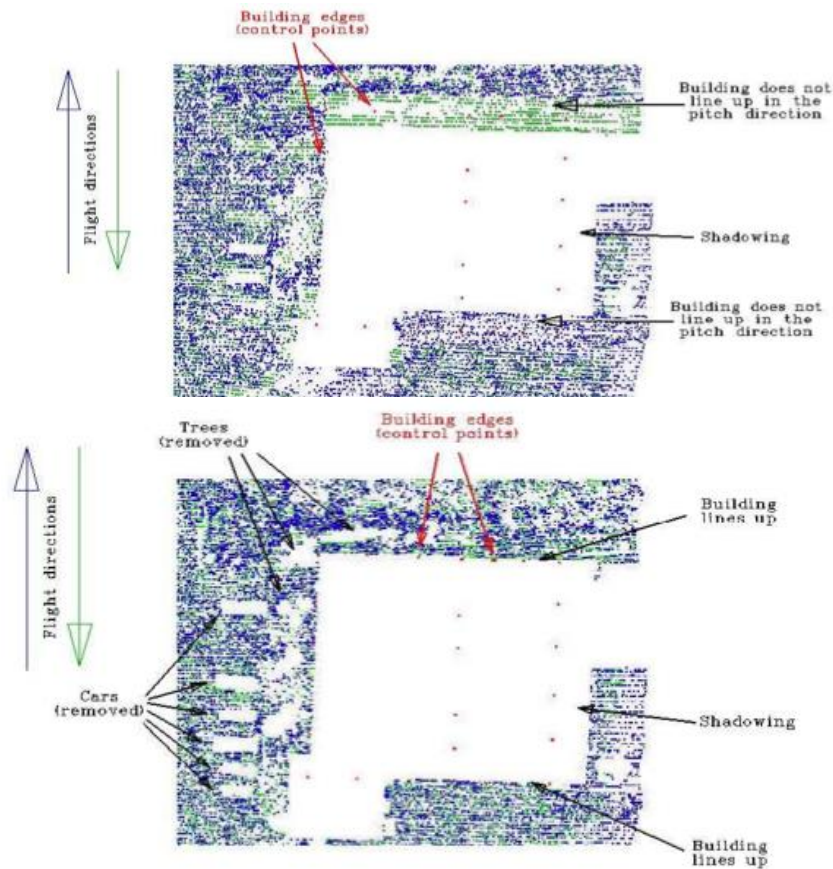 Building edges
(control points)
Building does not
line up in the
pitch direction
Flight directions
Shadowing
Building does not
line up in the
pitch direction
Trees
(removed)
Building edges
(control points)
Building
lines up
Flight directions
Cars
(removed)
Shadowing
Building
lines up